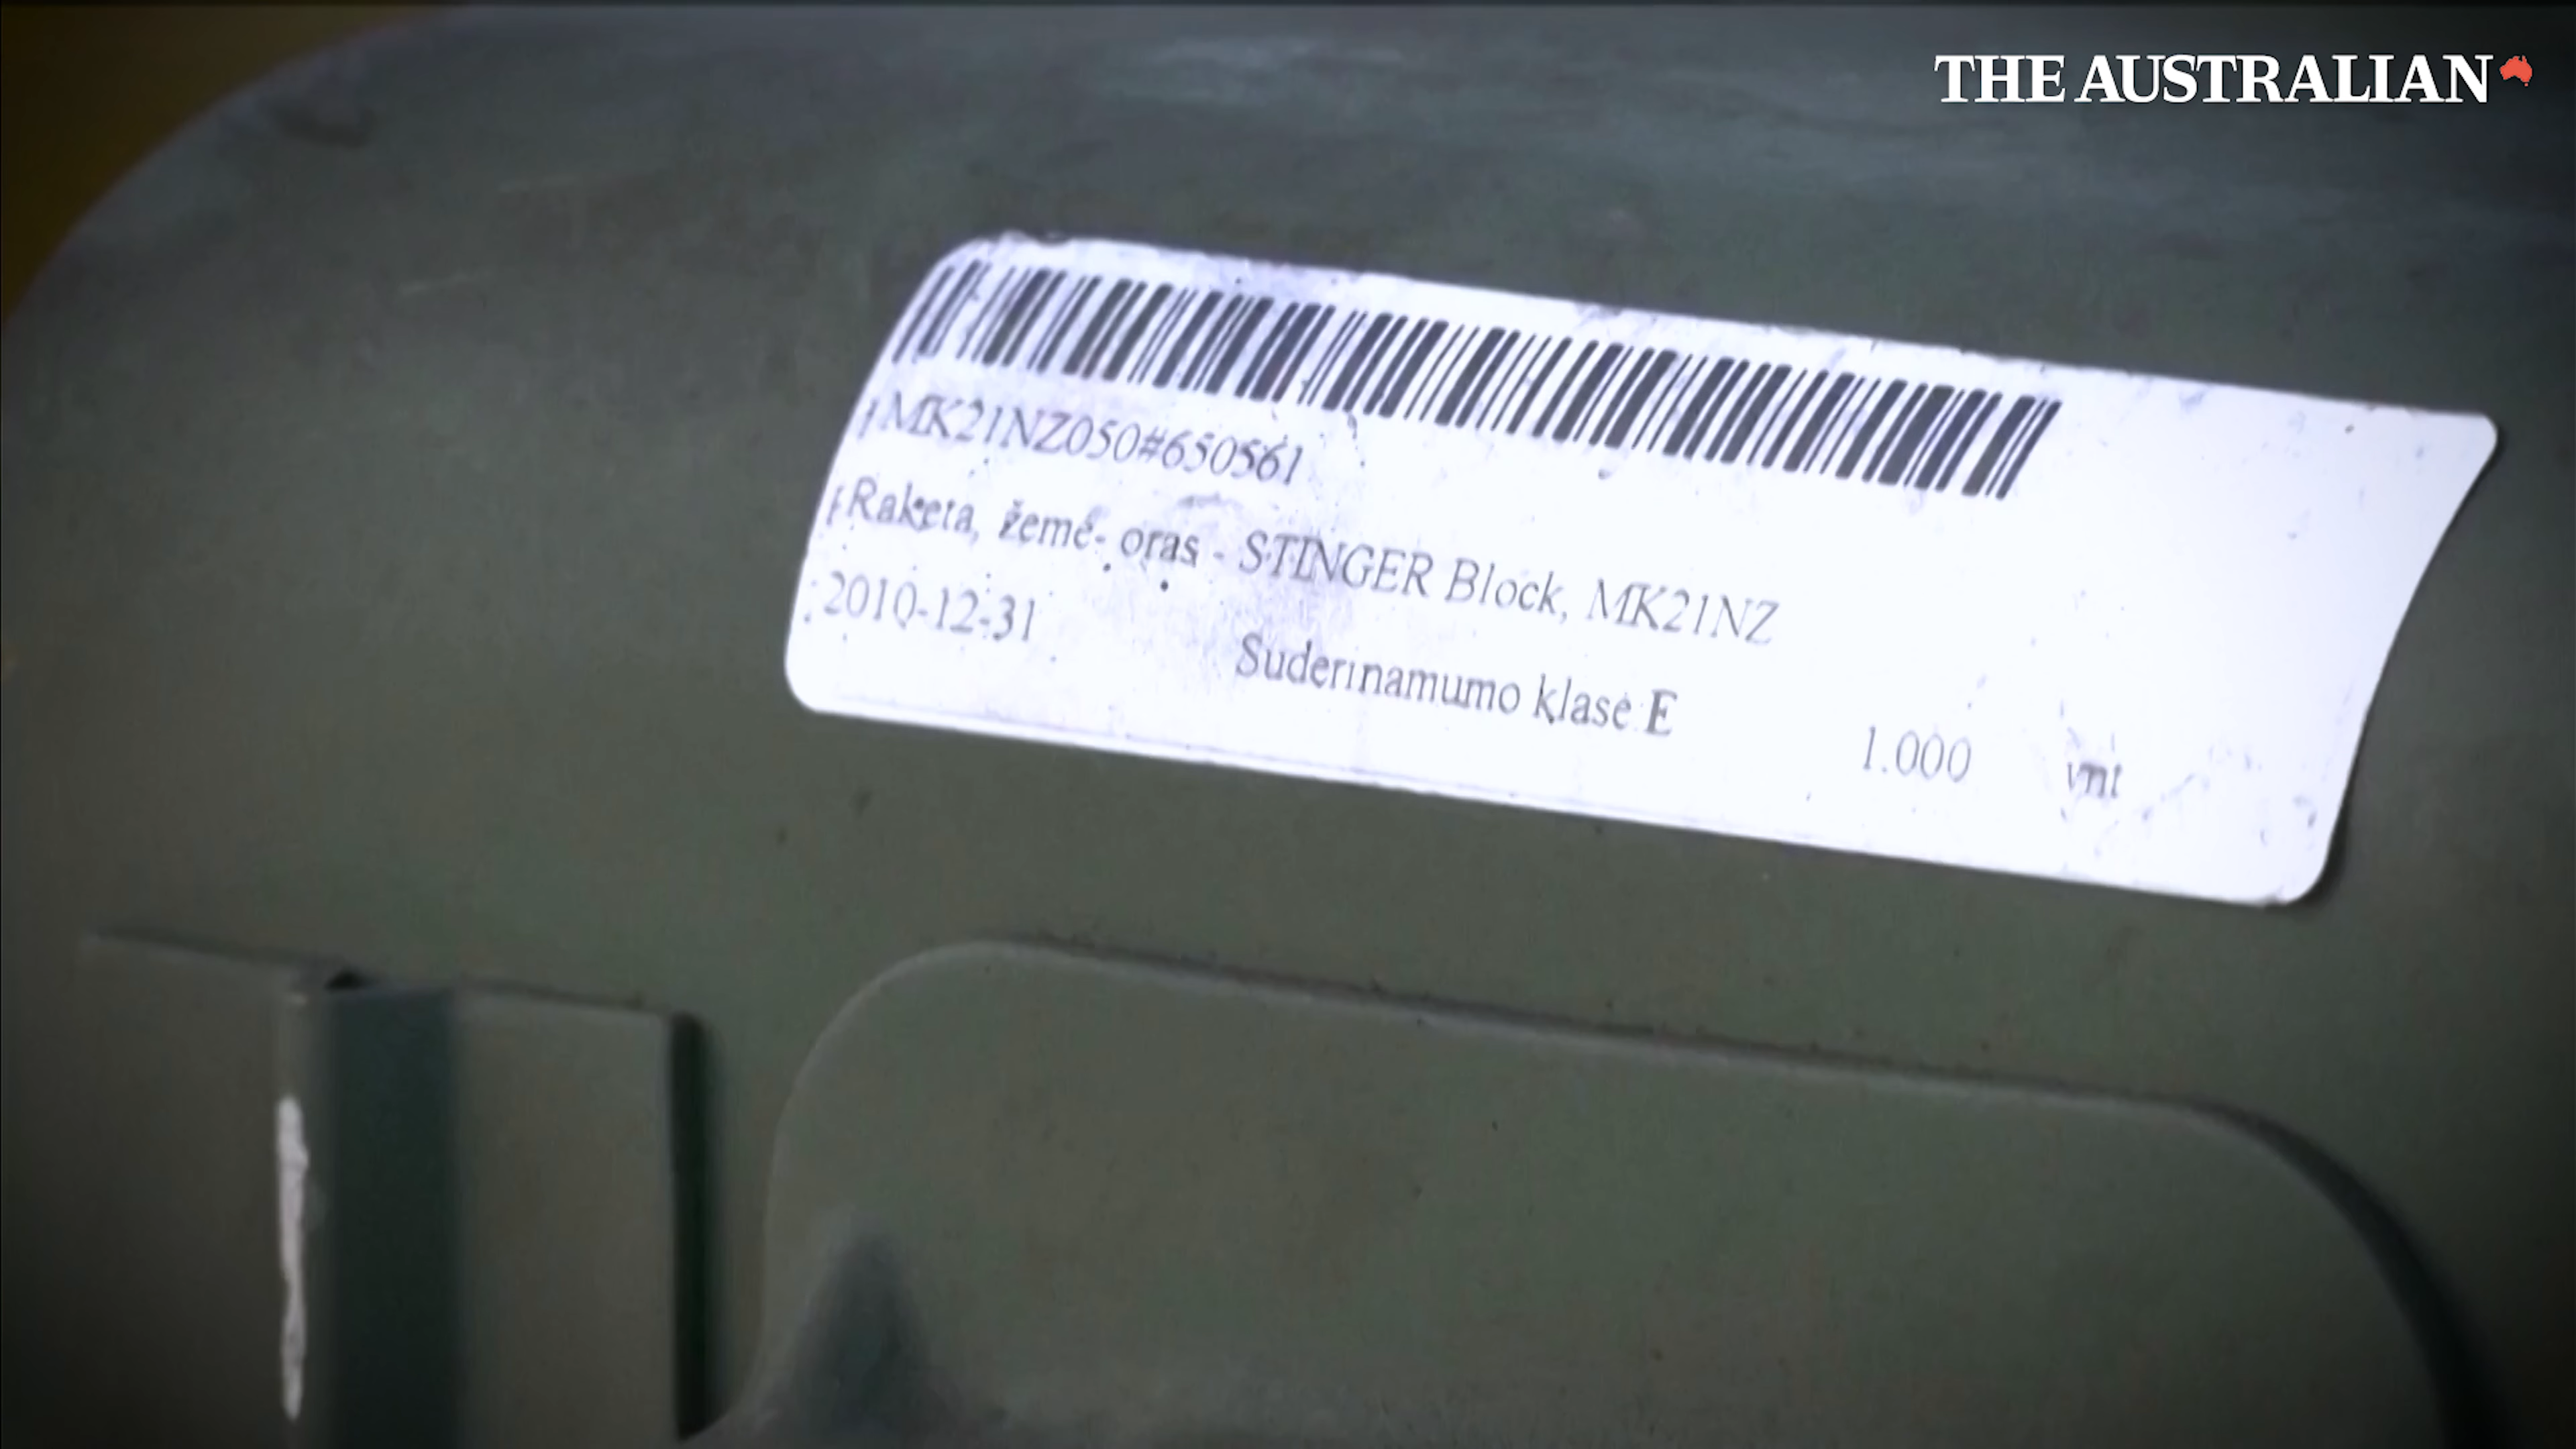 THE AUSTRALIAN
MK21NZ050#650561
Raketa, žemė- oras - STINGER Block, MK21NZ
2010-12-31
Suderinamumo klasė E
1.000 vnt